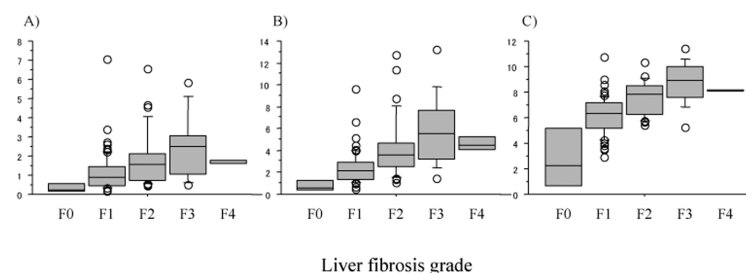 A) B) C)
8 14 12
7 12 10
6 10 8
5 8 6
4 6 4
3 4 2
2 2 0
1 0
0
F0 F1 F2 F3 F4 F0 F1 F2 F3 F4 F0 F1 F2 F3 F4
Liver fibrosis grade